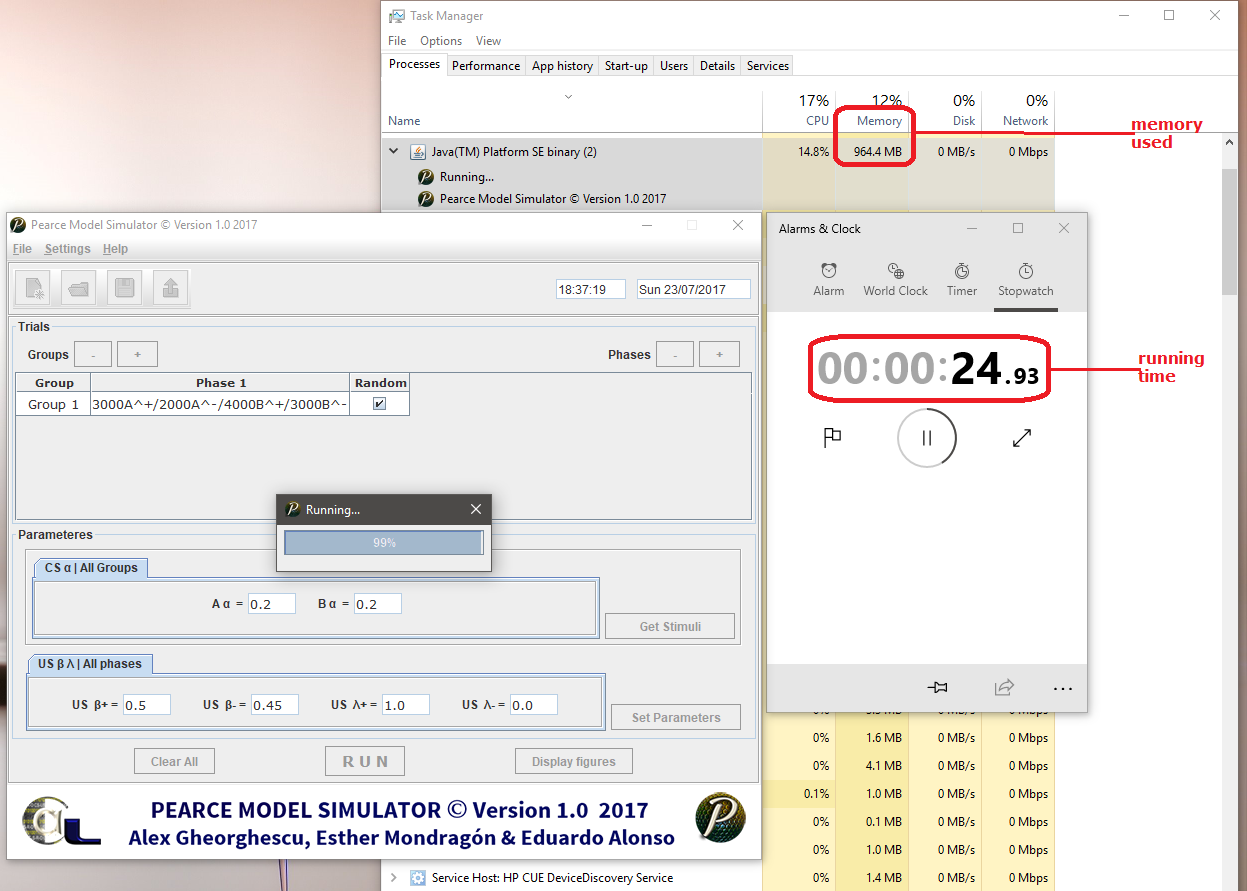 Task Manager
File Options View
Processes Performance App history Start-up Users Details Services
17% 12% 0% 0%
Name CPU Memory Disk Network
memory
used
Java(TM) Platform SE binary (2) 14.8% 964.4 MB 0 MB/s 0 Mbps
Running...
Pearce Model Simulator © Version 1.0 2017
Pearce Model Simulator © Version 1.0 2017
File Settings Help
18:37:19 Sun 23/07/2017
Trials
Groups - + Phases - +
Group Phase 1 Random
Group 1 3000A^+/2000A^-/4000B^+/3000B^-
Running...
99%
Parameteres
CS α | All Groups
A α = 0.2 B α = 0.2
Get Stimuli
US β λ | All phases
US β+ = 0.5 US β- = 0.45 US λ+ = 1.0 US λ- = 0.0
Set Parameters
Clear All R U N Display figures
PEARCE MODEL SIMULATOR © Version 1.0 2017
Alex Gheorghescu, Esther Mondragón & Eduardo Alonso
Alarms & Clock
Alarm World Clock Timer Stopwatch
00:00:24.93
running
time
0% 1.6 MB 0 MB/s 0 Mbps
0% 4.1 MB 0 MB/s 0 Mbps
0.1% 1.0 MB 0 MB/s 0 Mbps
0% 0.1 MB 0 MB/s 0 Mbps
0% 1.0 MB 0 MB/s 0 Mbps
Service Host: HP CUE DeviceDiscovery Service 0% 1.4 MB 0 MB/s 0 Mbps